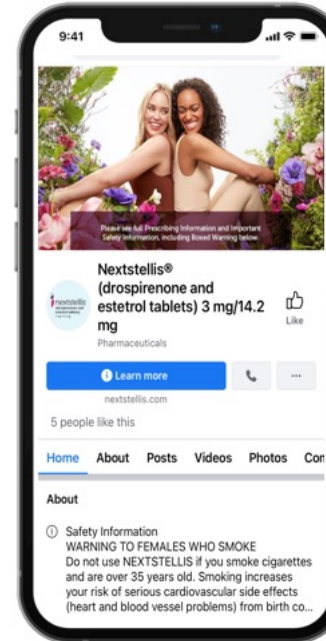 9:41
Please see full Prescribing Information and Important
Safety Information, including Boxed Warning below.
Nextstellis®
(drospirenone and
estetrol tablets) 3 mg/14.2
mg
Pharmaceuticals
Like
nextstellis
Learn more
nextstellis.com
5 people like this
Home About Posts Videos Photos Con
About
Safety Information
WARNING TO FEMALES WHO SMOKE
Do not use NEXTSTELLIS if you smoke cigarettes
and are over 35 years old. Smoking increases
your risk of serious cardiovascular side effects
(heart and blood vessel problems) from birth co...